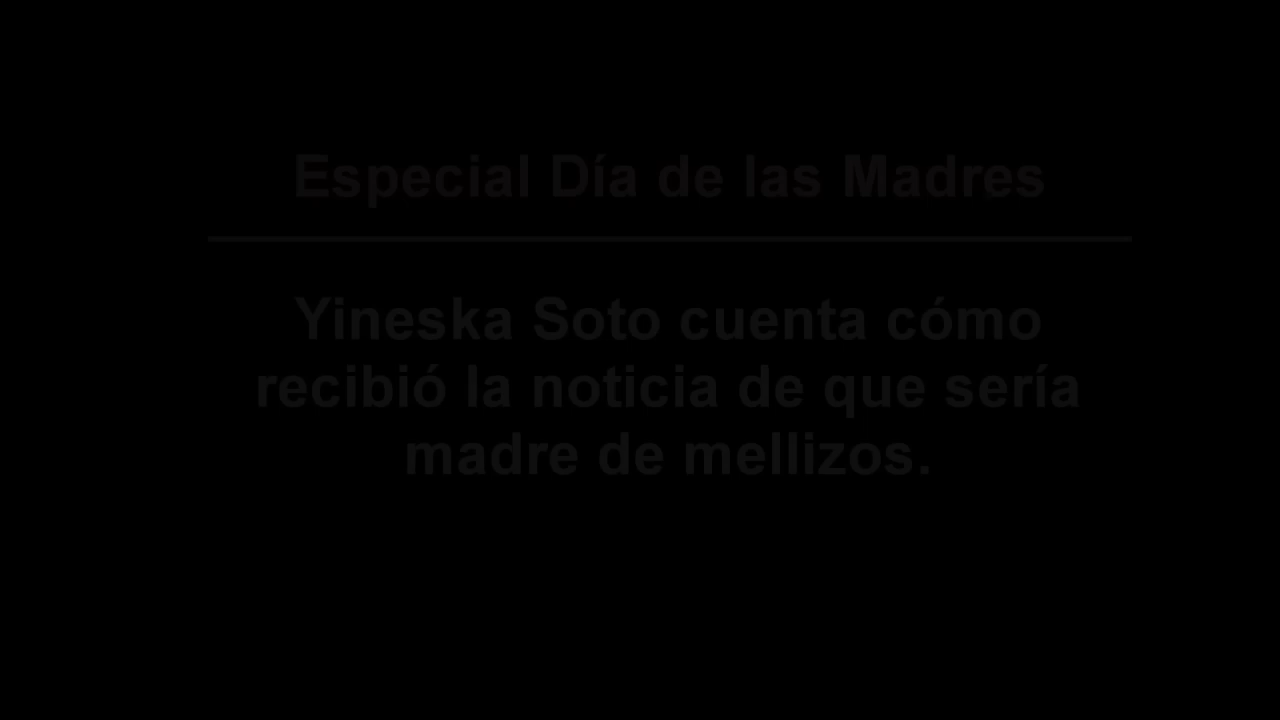 Especial Día de las Madres
Yineska Soto cuenta cómo
recibió la noticia de que sería
madre de mellizos.